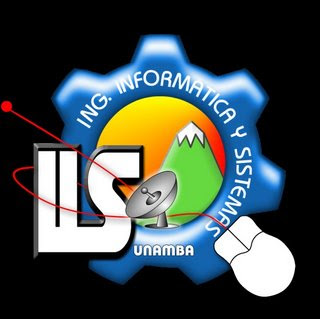 ING. INFORMATICA Y SISTEMAS
IIS
UNAMBA